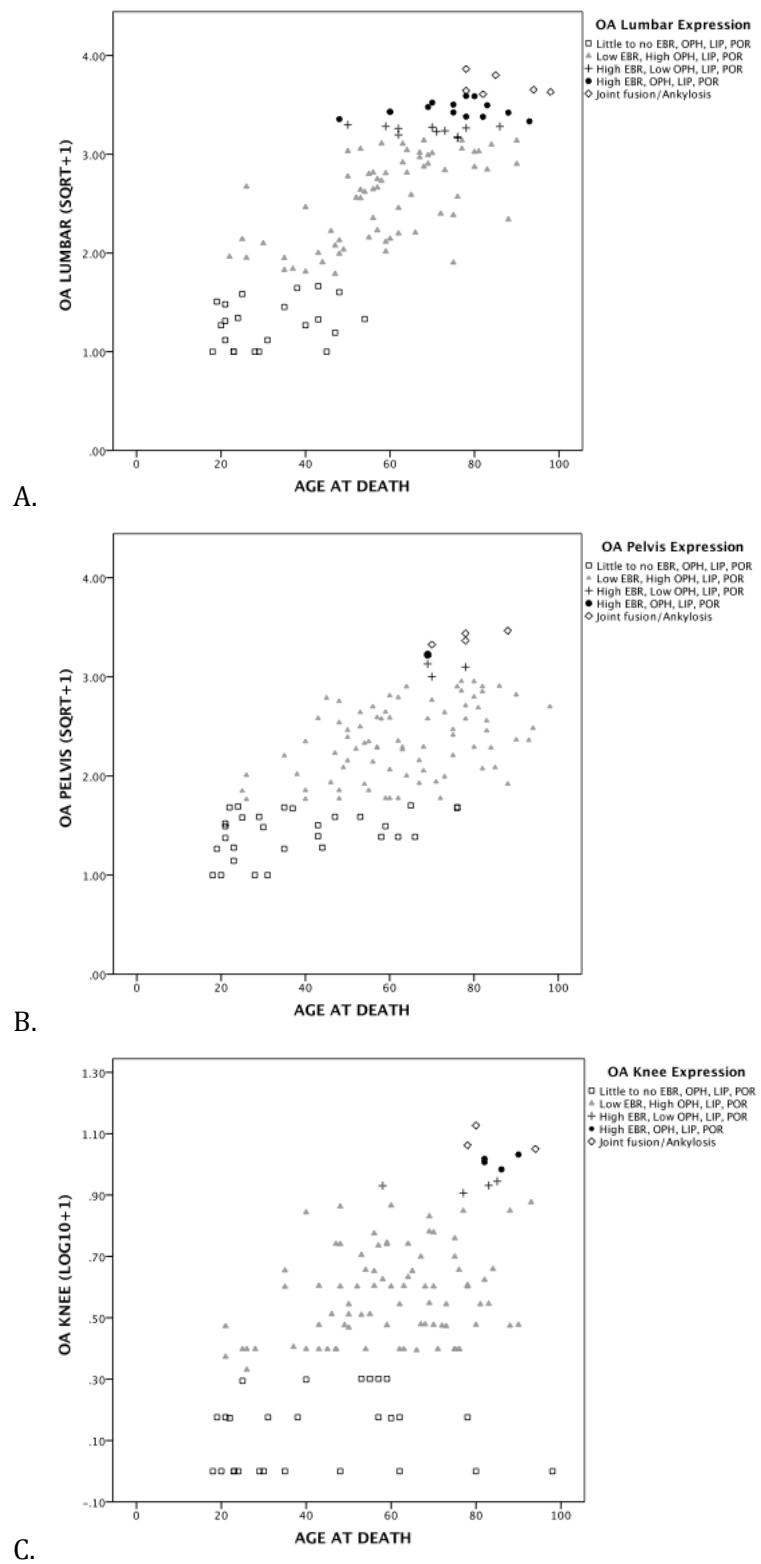 OA Lumbar Expression
Little to no EBR, OPH, LIP, POR
Low EBR, High OPH, LIP, POR
High EBR, Low OPH, LIP, POR
High EBR, OPH, LIP, POR
Joint fusion/Ankylosis
4.00
3.00
2.00
1.00
.00
OA LUMBAR (SQRT+1)
0 20 40 60 80 100
AGE AT DEATH
A.
OA Pelvis Expression
Little to no EBR, OPH, LIP, POR
Low EBR, High OPH, LIP, POR
High EBR, Low OPH, LIP, POR
High EBR, OPH, LIP, POR
Joint fusion/Ankylosis
4.00
3.00
2.00
1.00
.00
OA PELVIS (SQRT+1)
0 20 40 60 80 100
AGE AT DEATH
B.
OA Knee Expression
Little to no EBR, OPH, LIP, POR
Low EBR, High OPH, LIP, POR
High EBR, Low OPH, LIP, POR
High EBR, OPH, LIP, POR
Joint fusion/Ankylosis
1.30
1.10
.90
.70
.50
.30
.10
-.10
OA KNEE (LOG10+1)
0 20 40 60 80 100
AGE AT DEATH
C.